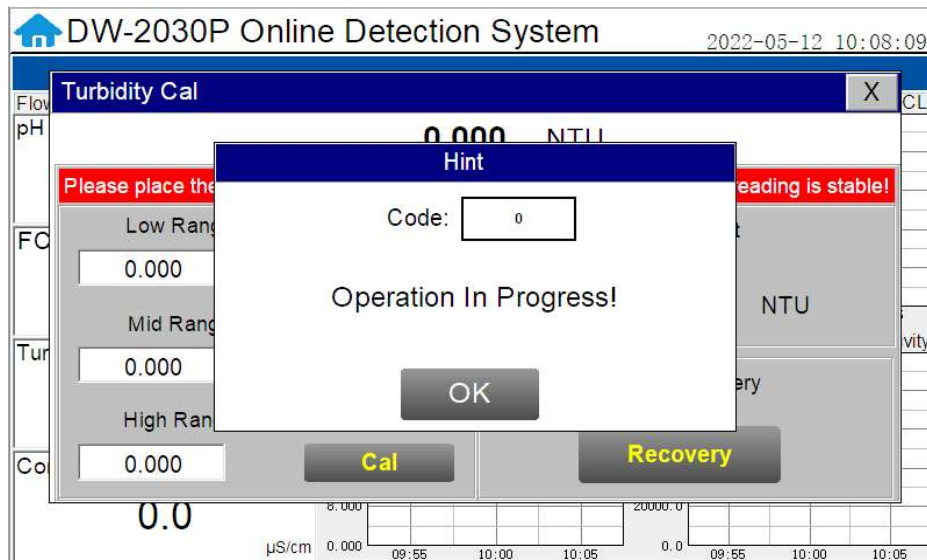 DW-2030P Online Detection System
2022-05-12 10:08:09
Turbidity Cal
X
CL
pH
0.000 NTU
Hint
Please place the
reading is stable!
Code: 0
Low Rang
FC
0.000
Operation In Progress!
NTU
Mid Rang
vity
Tur
0.000
ery
OK
High Ran
Cal
Recovery
0.000
0.0
8.000
20000.0
µS/cm
0.000
0.0
09:55
10:00
10:05
09:55
10:00
10:05